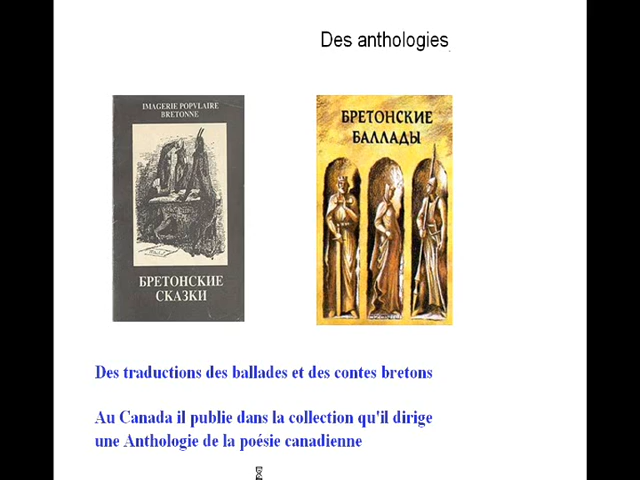 Des anthologies
IMAGERIE POPVLAIRE
BRETONNE
БРЕТОНСКИЕ
СКАЗКИ
БРЕТОНСКИЕ
БАЛЛАДЫ
Des traductions des ballades et des contes bretons
Au Canada il publie dans la collection qu'il dirige
une Anthologie de la poésie canadienne